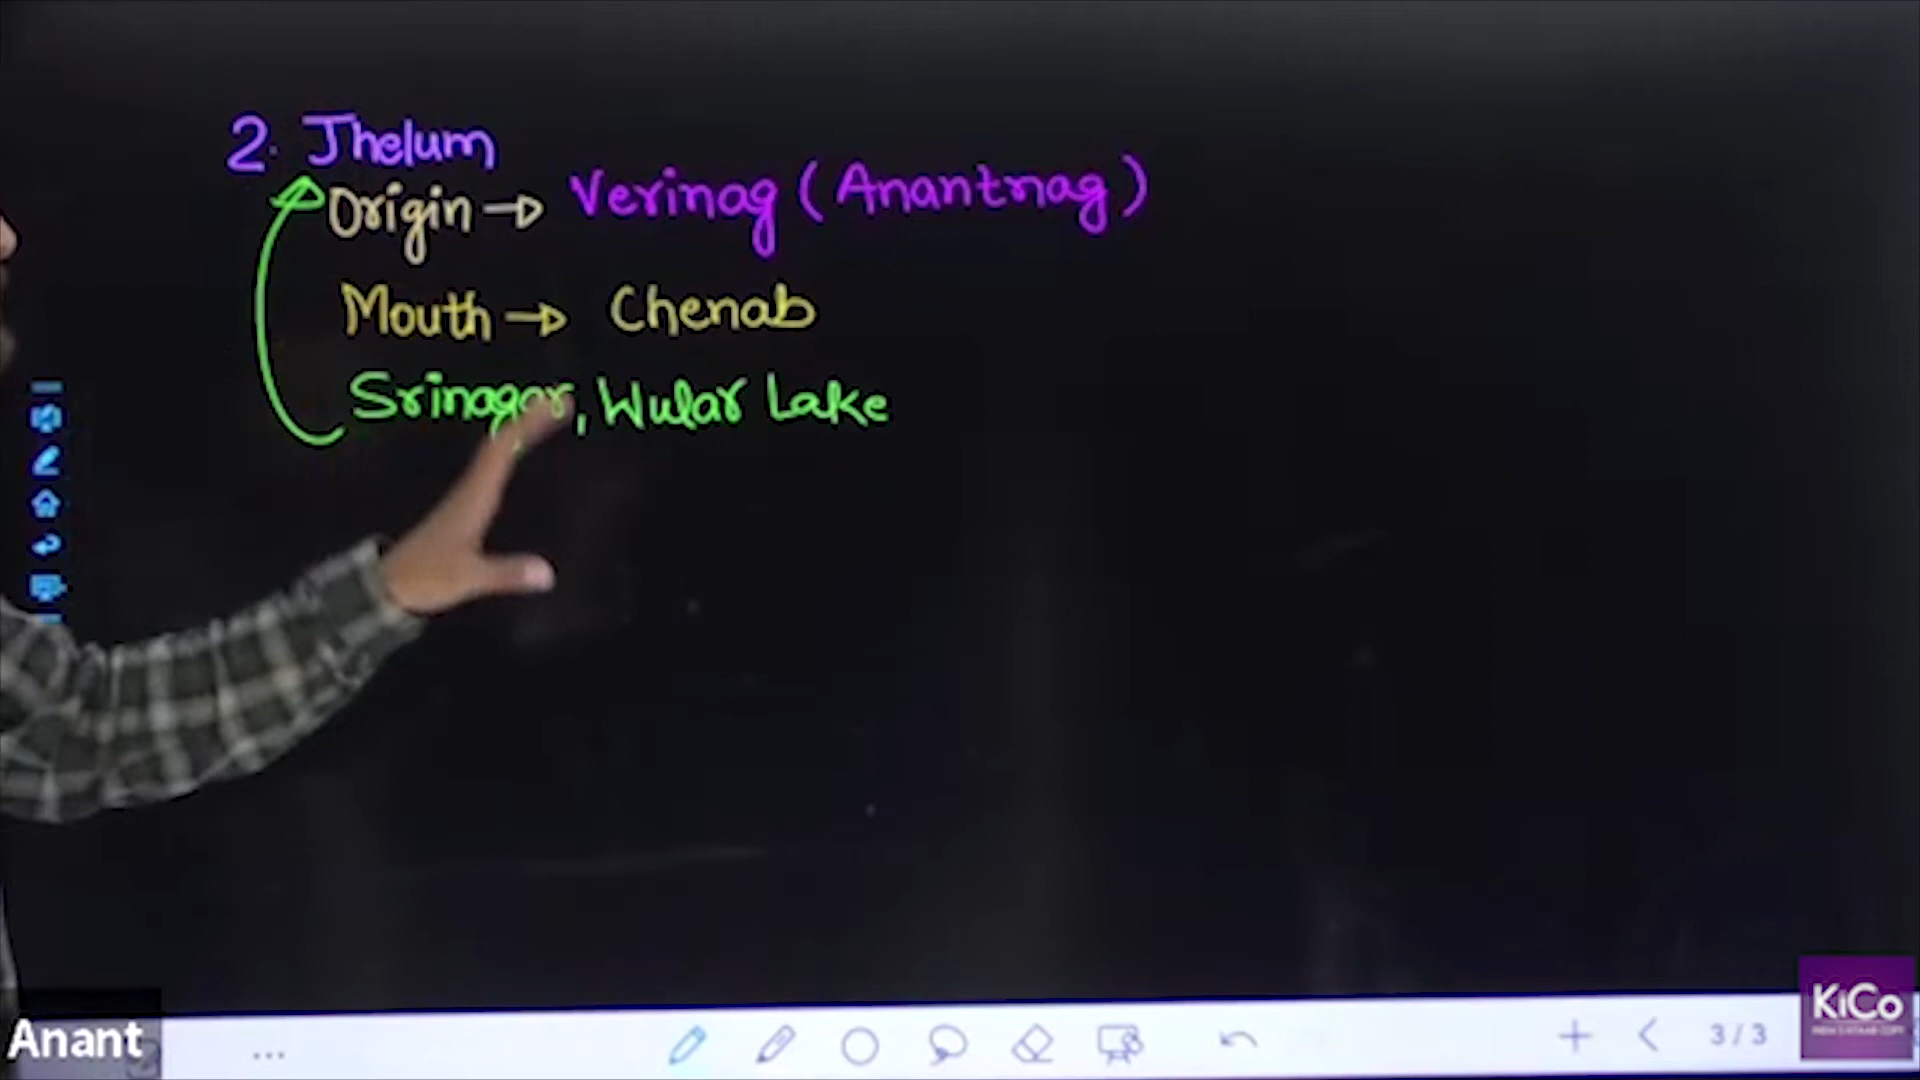 2. Jhelum
Origin → Verinag (Anantnag)
Mouth → Chenab
Srinagar, Wular Lake
Anant
...
3/3
KiCo